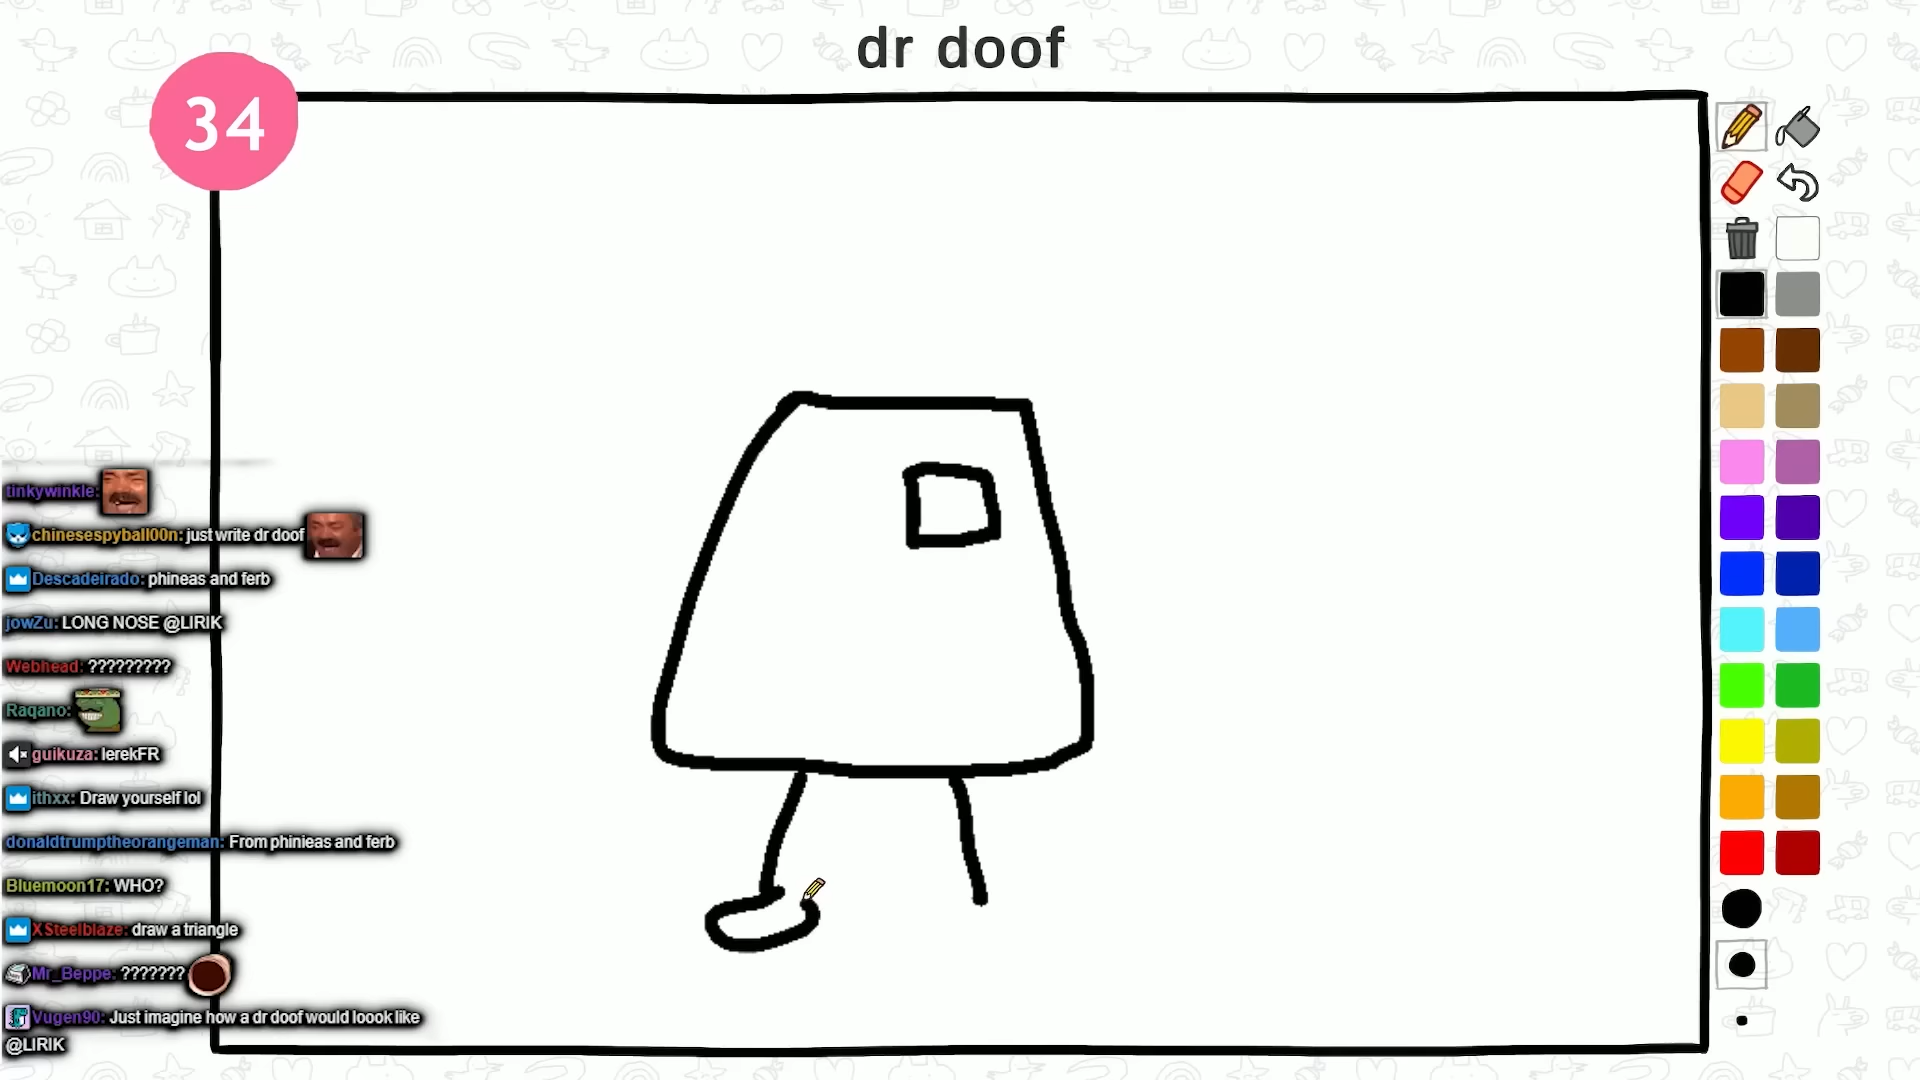 dr doof
34
tinkywinkle:
chinesespyball00n: just write dr doof
Descadeirado: phineas and ferb
jowZu: LONG NOSE @LIRIK
Webhead: ?????????
Raqano:
guikuza: lerekFR
ithxx: Draw yourself lol
donaldtrumptheorangeman: From phinieas and ferb
Bluemoon17: WHO?
XSteelblaze: draw a triangle
Mr_Beppe: ???????
Vugen90: Just imagine how a dr doof would loook like
@LIRIK